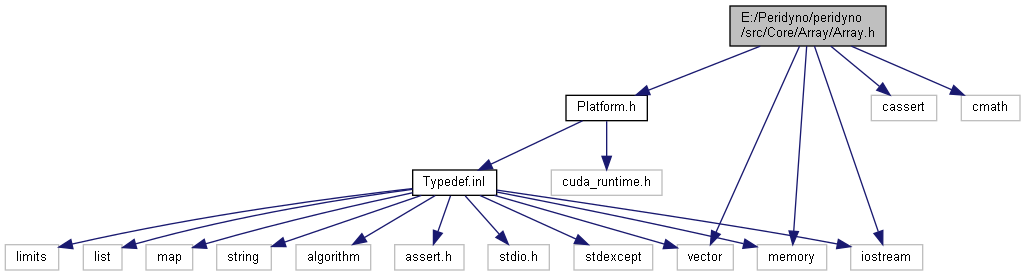 E:/Peridyno/peridyno
/src/Core/Array/Array.h
Platform.h
cassert
cmath
Typedef.inl
cuda_runtime.h
limits
list
map
string
algorithm
assert.h
stdio.h
stdexcept
vector
memory
iostream